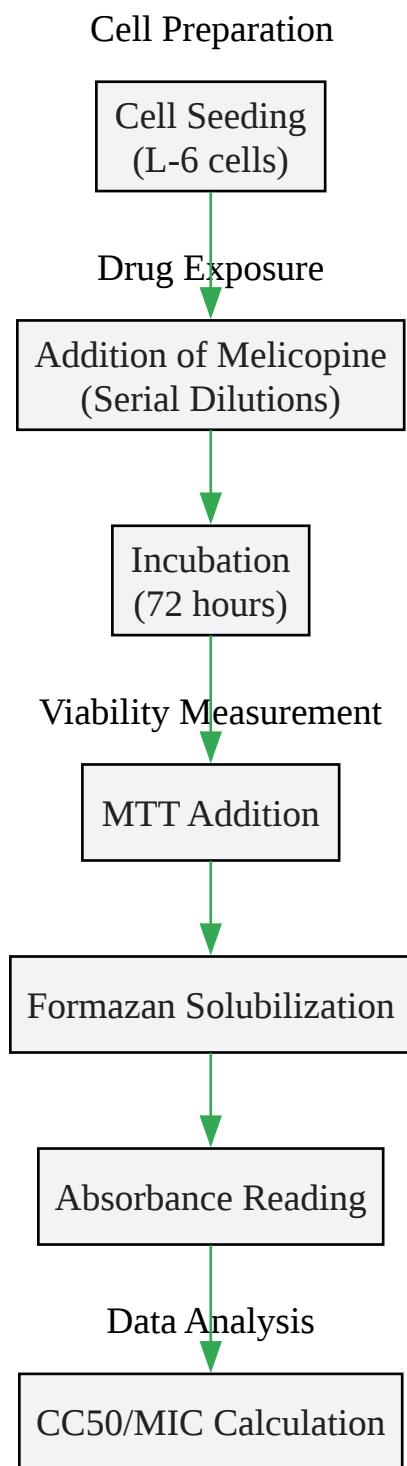 Cell Preparation
Cell Seeding
(L-6 cells)
Drug Exposure
Addition of Melicopine
(Serial Dilutions)
Incubation
(72 hours)
Viability Measurement
MTT Addition
Formazan Solubilization
Absorbance Reading
Data Analysis
CC50/MIC Calculation